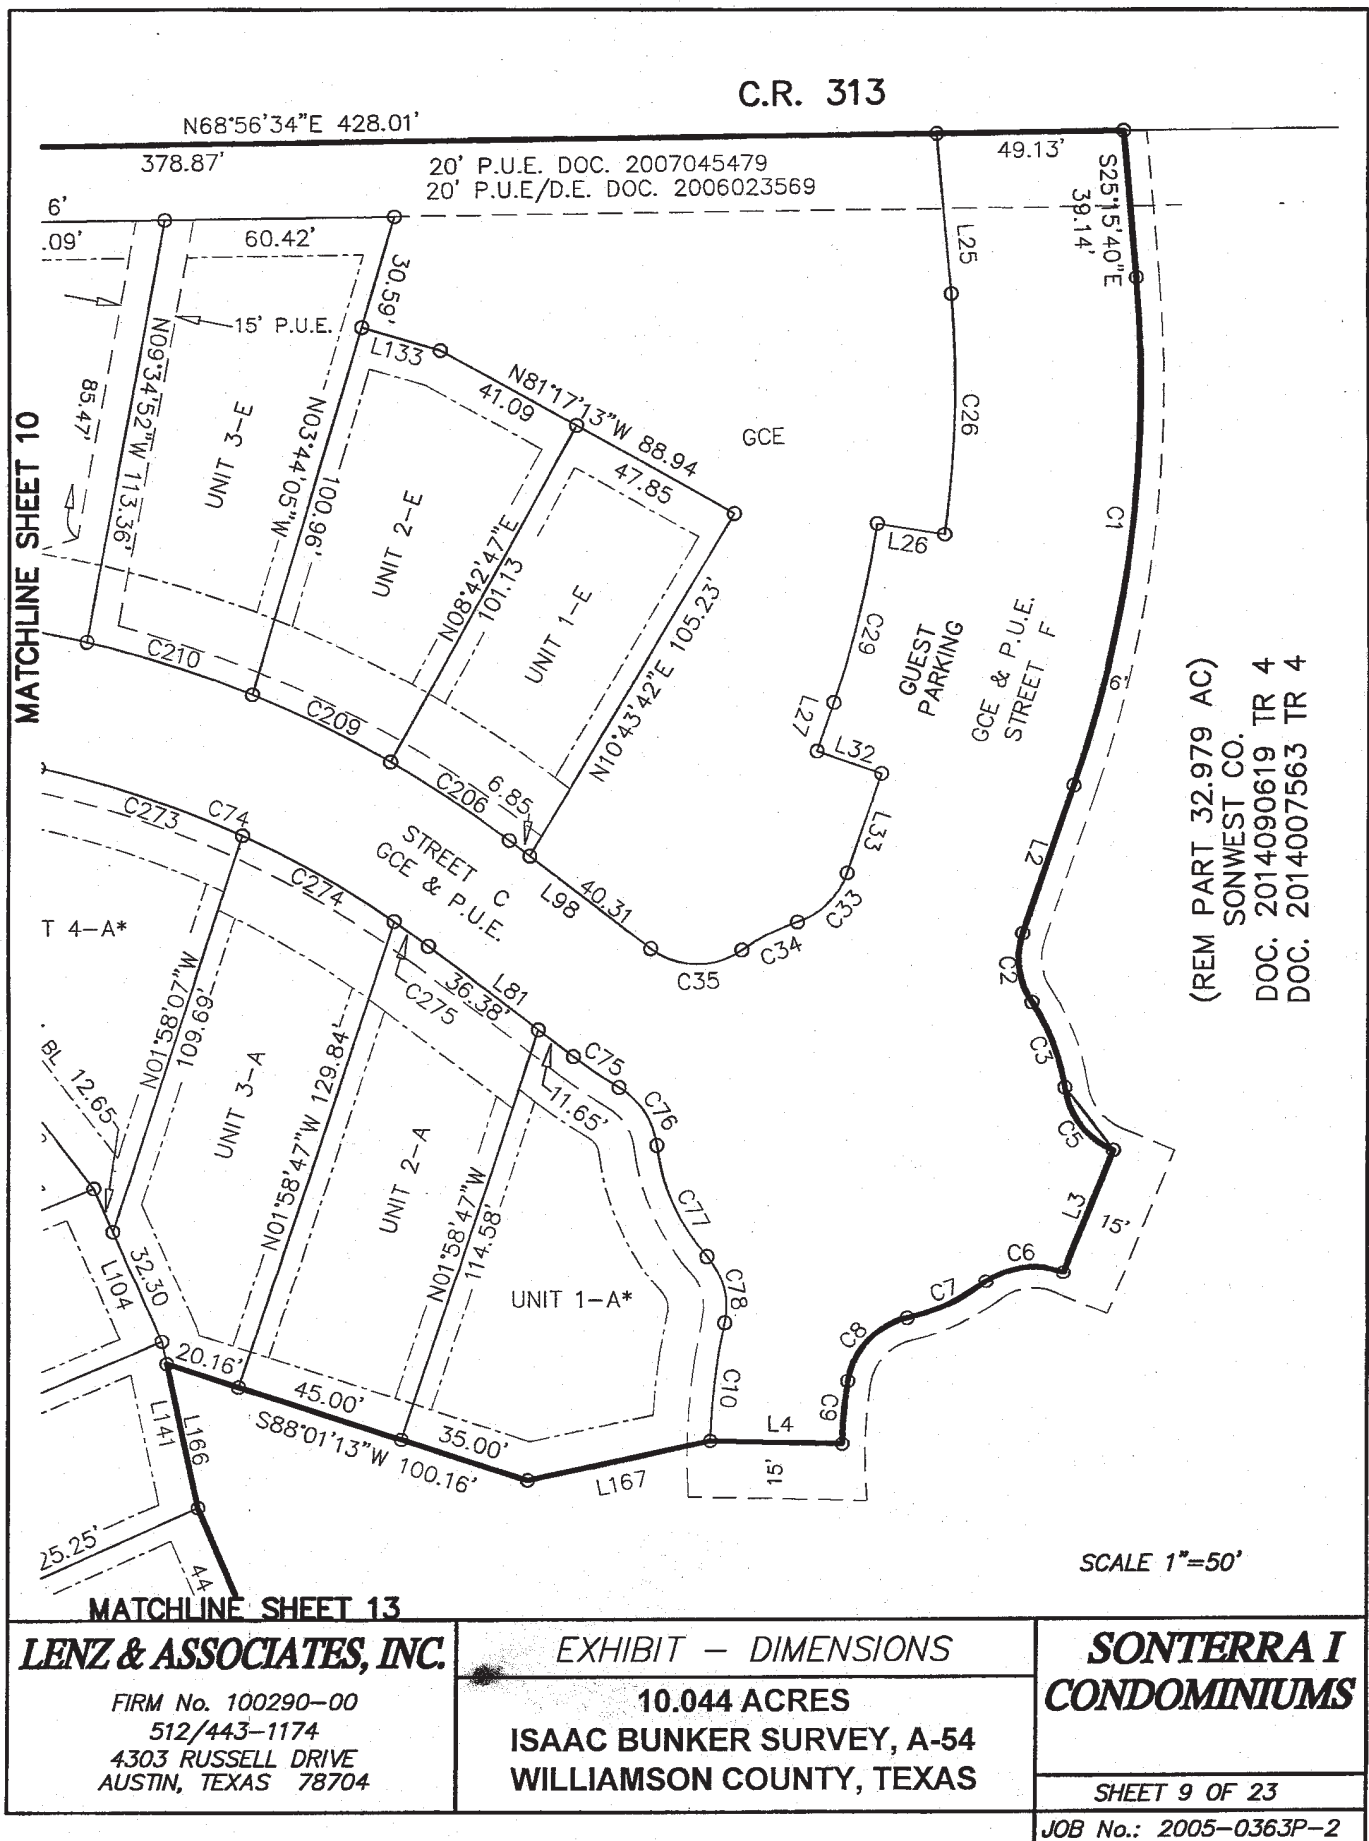 C.R. 313
N68°56'34"E 428.01'
378.87'
20' P.U.E. DOC. 2007045479
20' P.U.E/D.E. DOC. 2006023569
49.13'
S25°15'40"E
39.14'
6'
.09'
60.42'
30.59'
L25
15' P.U.E.
L133
N81°17'13"W 88.94
41.09
47.85
GCE
C26
C1
MATCHLINE SHEET 10
85.47'
N09°34'52"W 113.36'
UNIT 3-E
N03°44'05"W
100.96'
UNIT 2-E
N08°42'47"E
101.13
UNIT 1-E
N10°43'42"E 105.23'
L26
C29
GUEST
PARKING
GCE & P.U.E.
STREET F
6'
L27
L32
L33
L2
(REM PART 32.979 AC)
SONWEST CO.
DOC. 2014090619 TR 4
DOC. 2014007563 TR 4
C210
C209
C206
6.85
C273
C74
C274
STREET C
GCE & P.U.E.
L98
40.31
C33
C34
C35
C2
C3
C5
T 4-A*
N01°58'07"W
109.69'
BL
12.65
UNIT 3-A
N01°58'47"W 129.84'
C275
36.38'
L81
C75
11.65'
C76
UNIT 2-A
N01°58'47"W
114.58'
C77
C78
UNIT 1-A*
L3
15'
C6
C7
C8
C9
C10
L4
15'
L104
32.30
20.16'
45.00'
S88°01'13"W 100.16'
35.00'
L167
L141
L166
25.25'
44
SCALE 1"=50'
MATCHLINE SHEET 13
LENZ & ASSOCIATES, INC.
FIRM No. 100290-00
512/443-1174
4303 RUSSELL DRIVE
AUSTIN, TEXAS 78704
EXHIBIT - DIMENSIONS
10.044 ACRES
ISAAC BUNKER SURVEY, A-54
WILLIAMSON COUNTY, TEXAS
SONTERRA I
CONDOMINIUMS
SHEET 9 OF 23
JOB No.: 2005-0363P-2